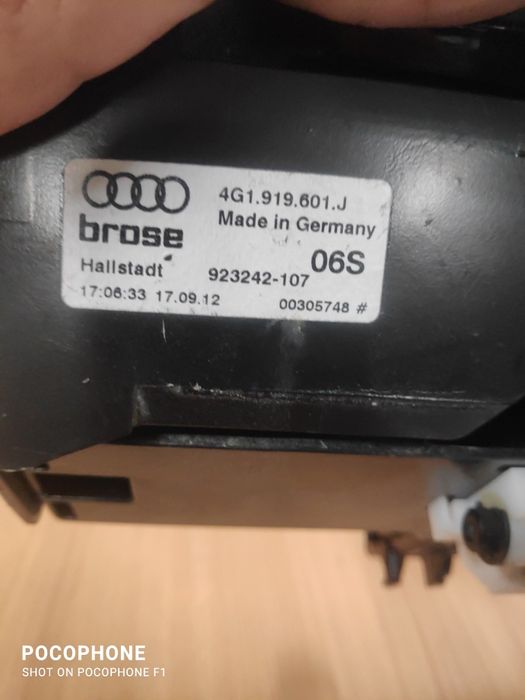 4G1.919.601.J
brose
Made in Germany
06S
Hallstadt
923242-107
17:06:33 17.09.12
00305748 #
POCOPHONE
SHOT ON POCOPHONE F1